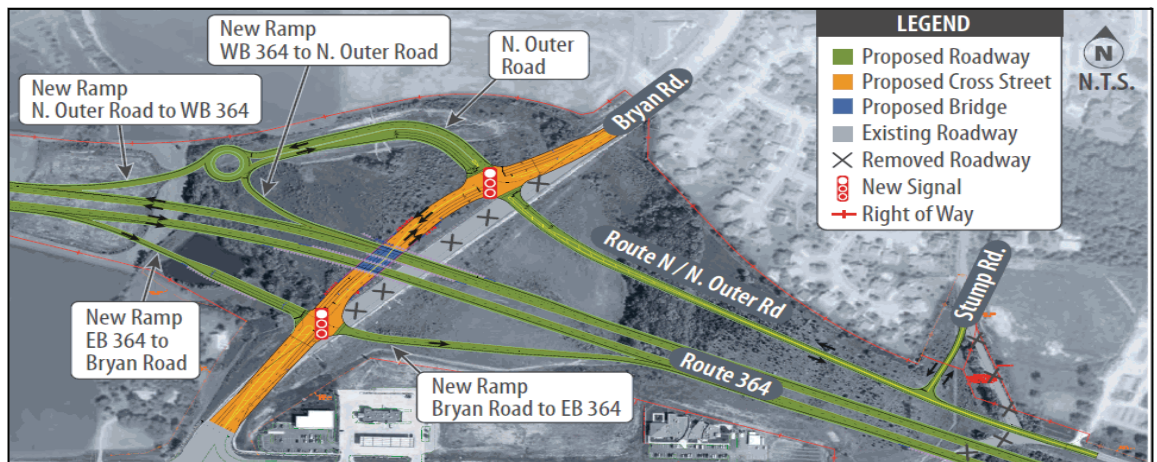 New Ramp
WB 364 to N. Outer Road
N. Outer
Road
New Ramp
N. Outer Road to WB 364
Bryan Rd.
LEGEND
Proposed Roadway
Proposed Cross Street
Proposed Bridge
Existing Roadway
Removed Roadway
New Signal
Right of Way
N
N.T.S.
Route N / N. Outer Rd
Stump Rd.
New Ramp
EB 364 to
Bryan Road
Route 364
New Ramp
Bryan Road to EB 364